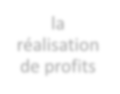 la
réalisation
de profits